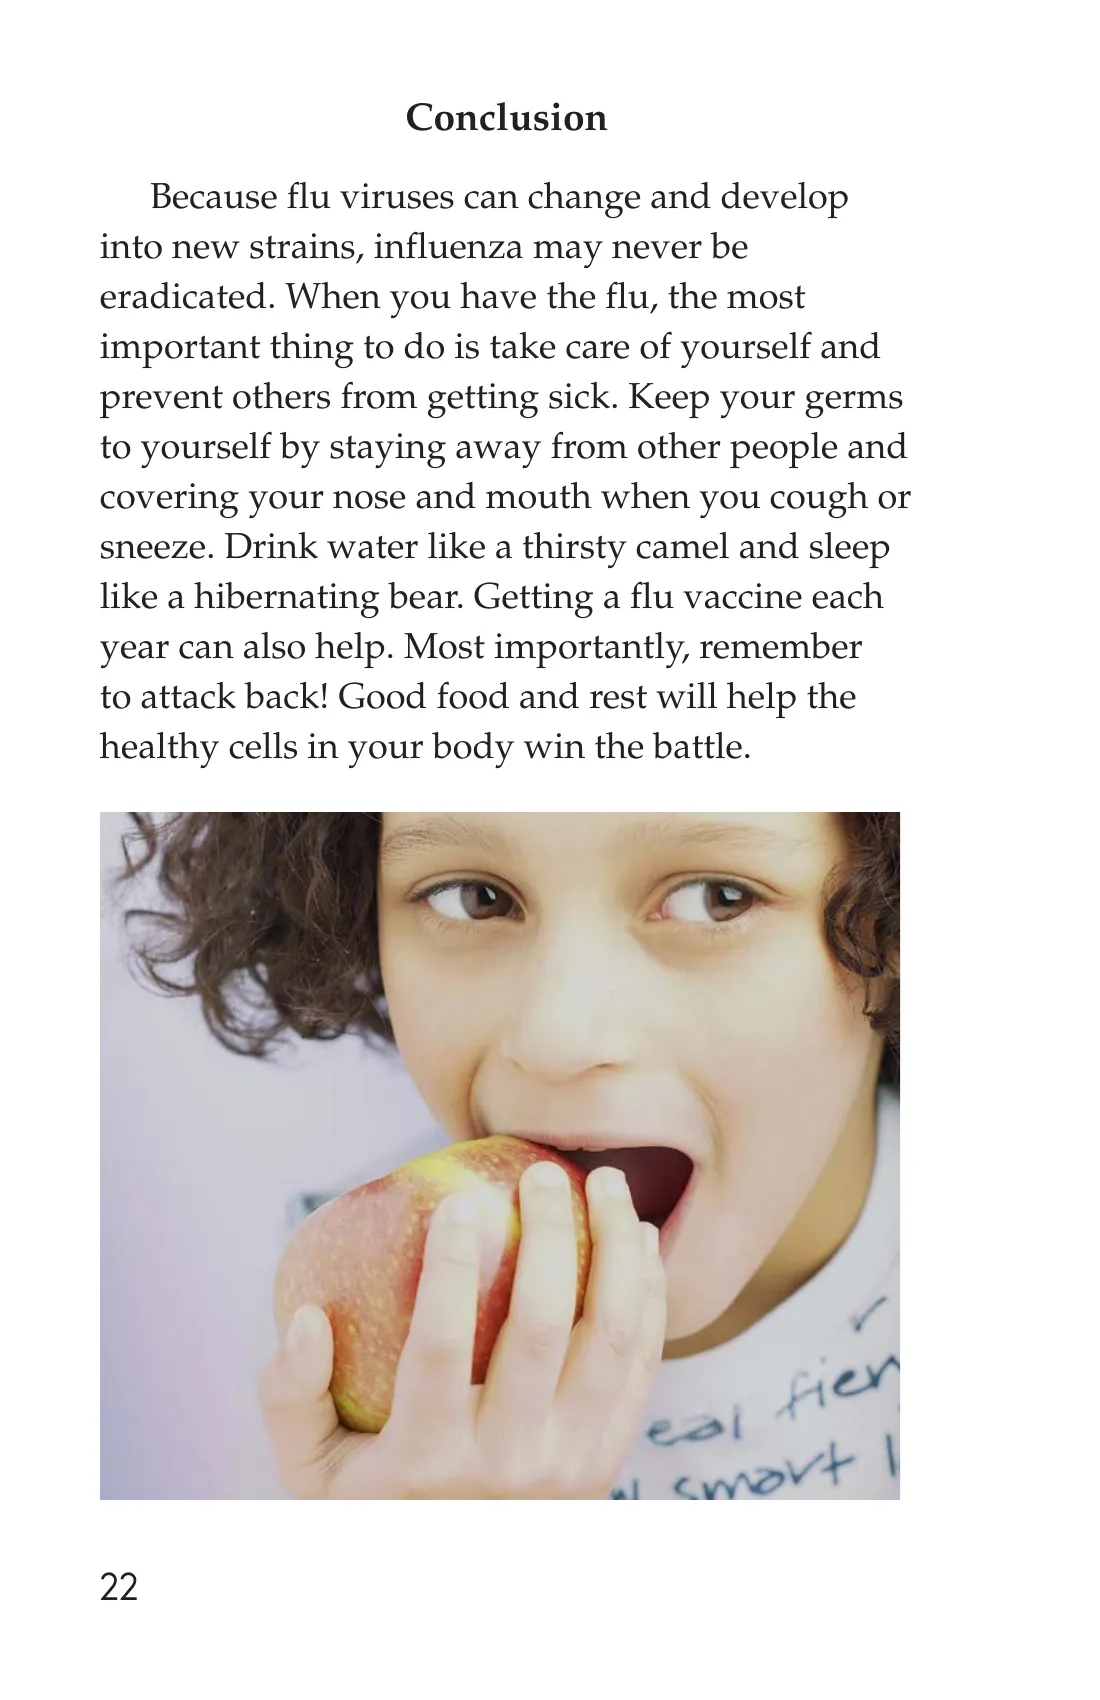 Conclusion
Because flu viruses can change and develop
into new strains, influenza may never be
eradicated. When you have the flu, the most
important thing to do is take care of yourself and
prevent others from getting sick. Keep your germs
to yourself by staying away from other people and
covering your nose and mouth when you cough or
sneeze. Drink water like a thirsty camel and sleep
like a hibernating bear. Getting a flu vaccine each
year can also help. Most importantly, remember
to attack back! Good food and rest will help the
healthy cells in your body win the battle.
smart
22